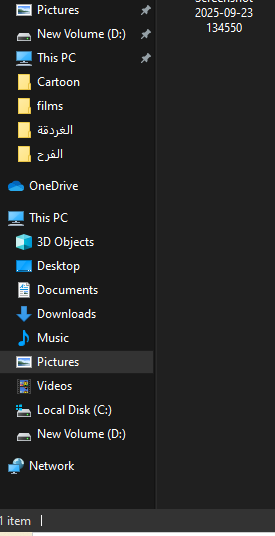 Pictures
New Volume (D:)
This PC
Cartoon
films
الغردقة
الفرح
OneDrive
This PC
3D Objects
Desktop
Documents
Downloads
Music
Pictures
Videos
Local Disk (C:)
New Volume (D:)
Network
Screenshot
2025-09-23
134550
1 item